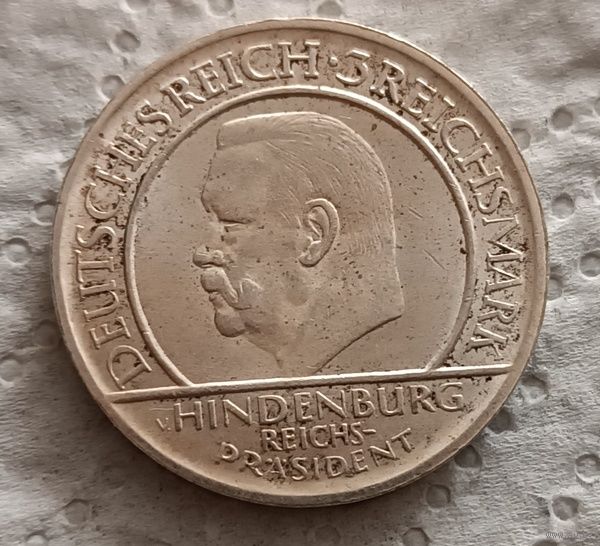 DEUTSCHES REICH · 3 REICHSMARK
v. HINDENBURG
REICHS-
PRÄSIDENT